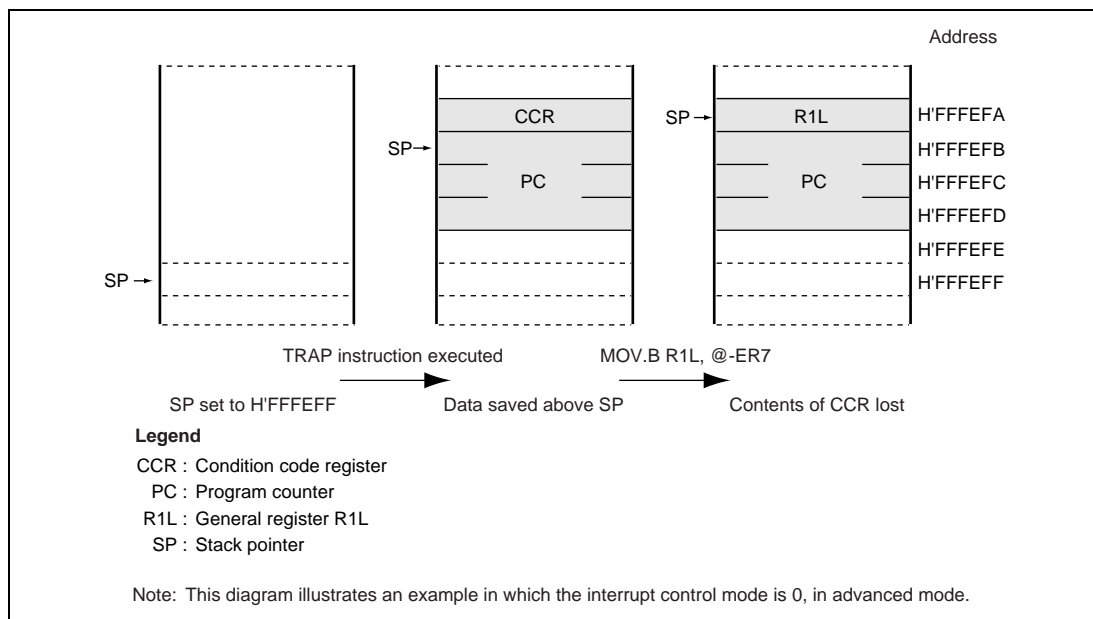 Address
CCR
SP
R1L
H'FFFEFA
SP
H'FFFEFB
PC
PC
H'FFFEFC
H'FFFEFD
H'FFFEFE
SP
H'FFFEFF
TRAP instruction executed
MOV.B R1L, @-ER7
SP set to H'FFFEFF
Data saved above SP
Contents of CCR lost
Legend
CCR : Condition code register
PC : Program counter
R1L : General register R1L
SP : Stack pointer
Note: This diagram illustrates an example in which the interrupt control mode is 0, in advanced mode.